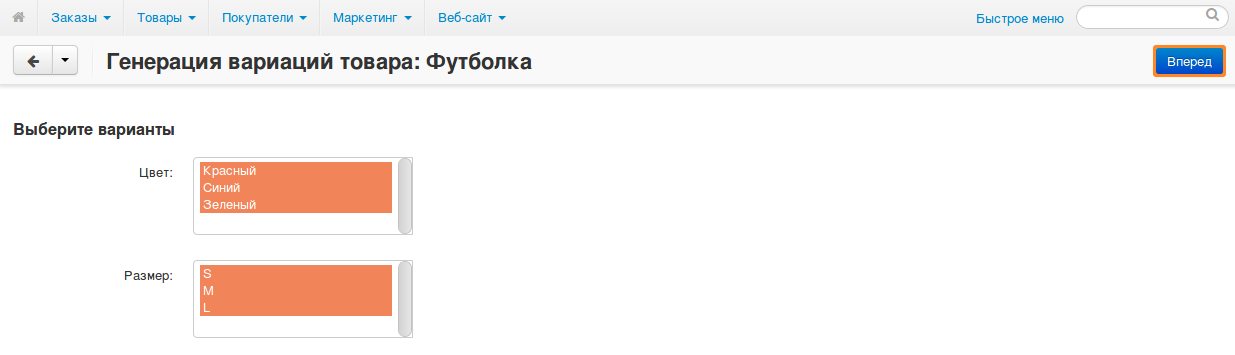 Заказы Товары Покупатели Маркетинг Веб-сайт Быстрое меню
Генерация вариаций товара: Футболка Вперед
Выберите варианты
Цвет: Красный
Синий
Зеленый
Размер: S
M
L